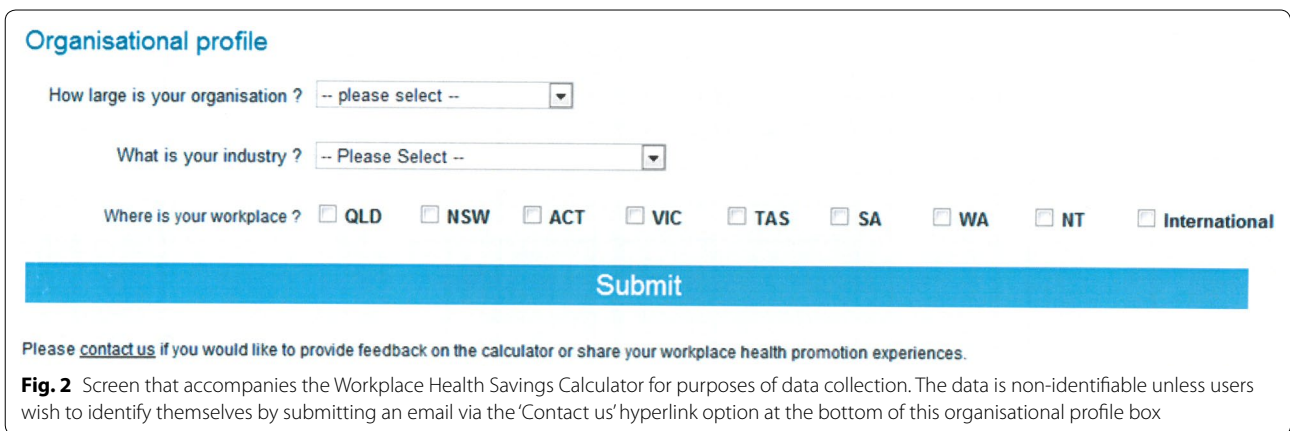 Organisational profile
How large is your organisation ? -- please select --
What is your industry ? -- Please Select --
Where is your workplace ? QLD NSW ACT VIC TAS SA WA NT International
Submit
Please contact us if you would like to provide feedback on the calculator or share your workplace health promotion experiences.
Fig. 2 Screen that accompanies the Workplace Health Savings Calculator for purposes of data collection. The data is non-identifiable unless users
wish to identify themselves by submitting an email via the ‘Contact us’ hyperlink option at the bottom of this organisational profile box